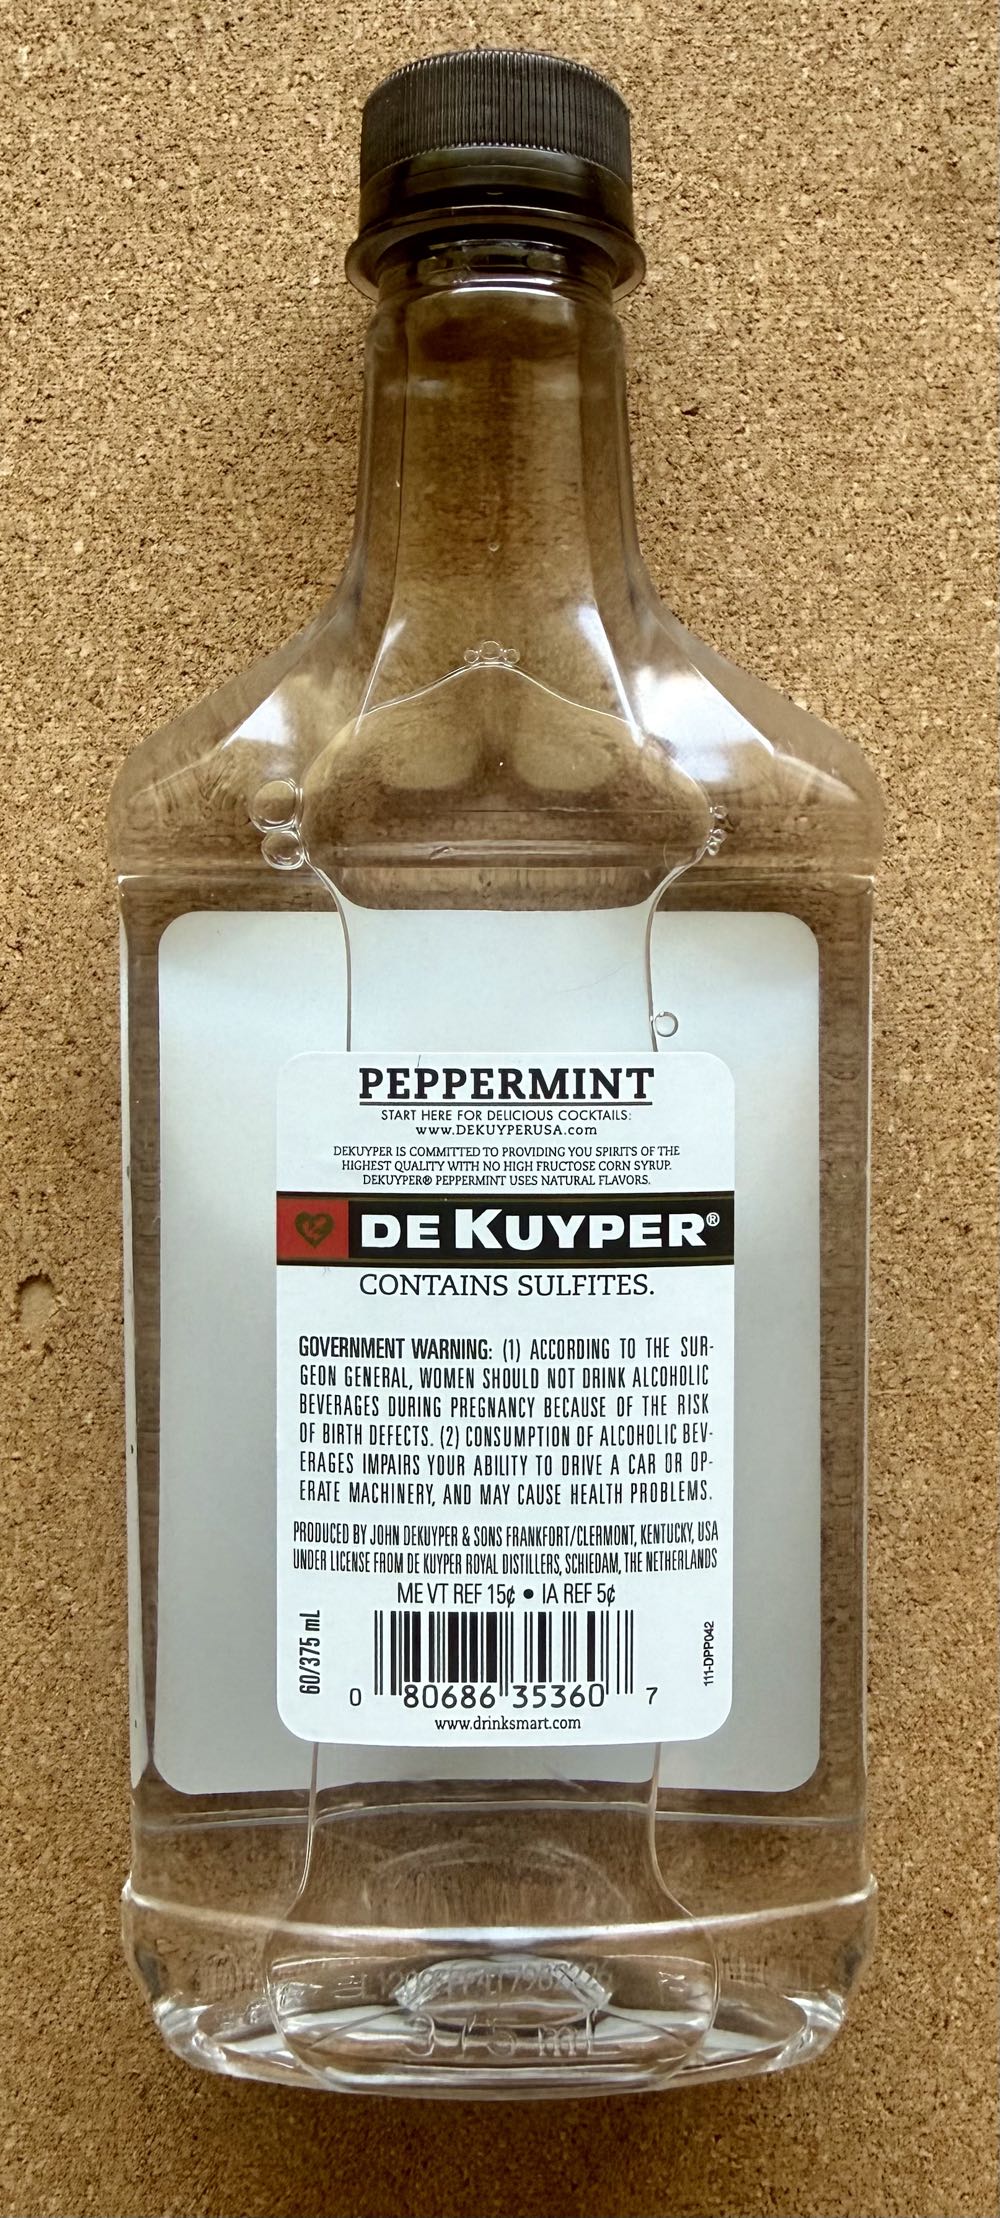 PEPPERMINT
START HERE FOR DELICIOUS COCKTAILS:
www.DEKUYPERUSA.com
DEKUYPER IS COMMITTED TO PROVIDING YOU SPIRITS OF THE
HIGHEST QUALITY WITH NO HIGH FRUCTOSE CORN SYRUP.
DEKUYPER® PEPPERMINT USES NATURAL FLAVORS.
DE KUYPER®
CONTAINS SULFITES.
GOVERNMENT WARNING: (1) ACCORDING TO THE SUR-
GEON GENERAL, WOMEN SHOULD NOT DRINK ALCOHOLIC
BEVERAGES DURING PREGNANCY BECAUSE OF THE RISK
OF BIRTH DEFECTS. (2) CONSUMPTION OF ALCOHOLIC BEV-
ERAGES IMPAIRS YOUR ABILITY TO DRIVE A CAR OR OP-
ERATE MACHINERY, AND MAY CAUSE HEALTH PROBLEMS.
PRODUCED BY JOHN DEKUYPER & SONS FRANKFORT/CLERMONT, KENTUCKY, USA
UNDER LICENSE FROM DE KUYPER ROYAL DISTILLERS, SCHIEDAM, THE NETHERLANDS
ME VT REF 15¢ • IA REF 5¢
60/375 mL
111-DPP042
0 80686 35360 7
www.drinksmart.com
375 mL